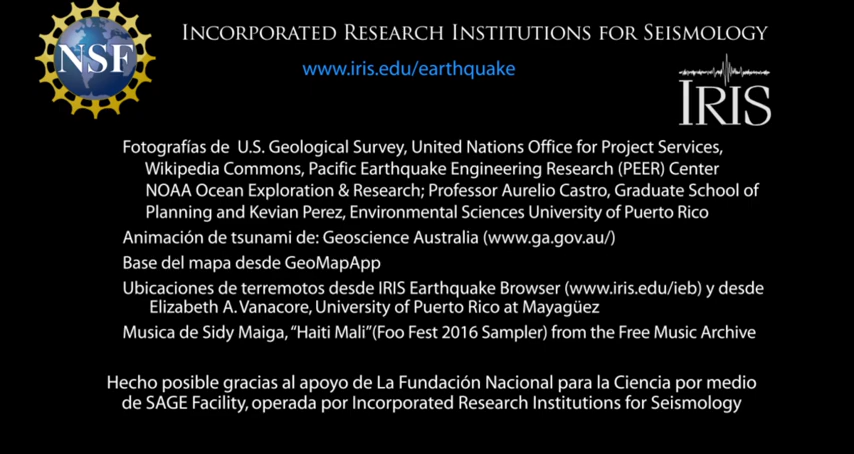 NSF
INCORPORATED RESEARCH INSTITUTIONS FOR SEISMOLOGY
www.iris.edu/earthquake
IRIS
Fotografías de U.S. Geological Survey, United Nations Office for Project Services,
Wikipedia Commons, Pacific Earthquake Engineering Research (PEER) Center
NOAA Ocean Exploration & Research; Professor Aurelio Castro, Graduate School of
Planning and Kevian Perez, Environmental Sciences University of Puerto Rico
Animación de tsunami de: Geoscience Australia (www.ga.gov.au/)
Base del mapa desde GeoMapApp
Ubicaciones de terremotos desde IRIS Earthquake Browser (www.iris.edu/ieb) y desde
Elizabeth A. Vanacore, University of Puerto Rico at Mayagüez
Musica de Sidy Maiga, “Haiti Mali”(Foo Fest 2016 Sampler) from the Free Music Archive
Hecho posible gracias al apoyo de La Fundación Nacional para la Ciencia por medio
de SAGE Facility, operada por Incorporated Research Institutions for Seismology